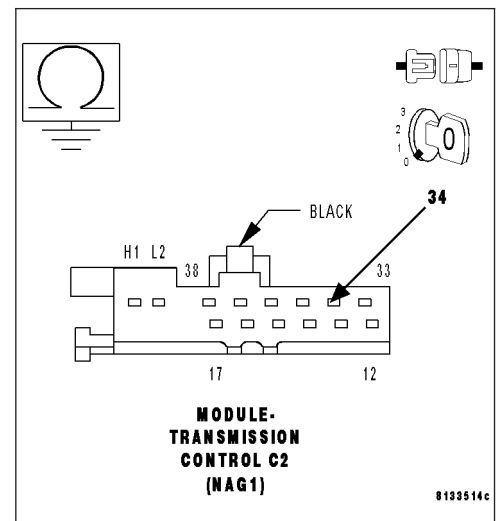 3
2
1
0
34
BLACK
H1 L2
38
33
17
12
MODULE-
TRANSMISSION
CONTROL C2
(NAG1)
8133514c